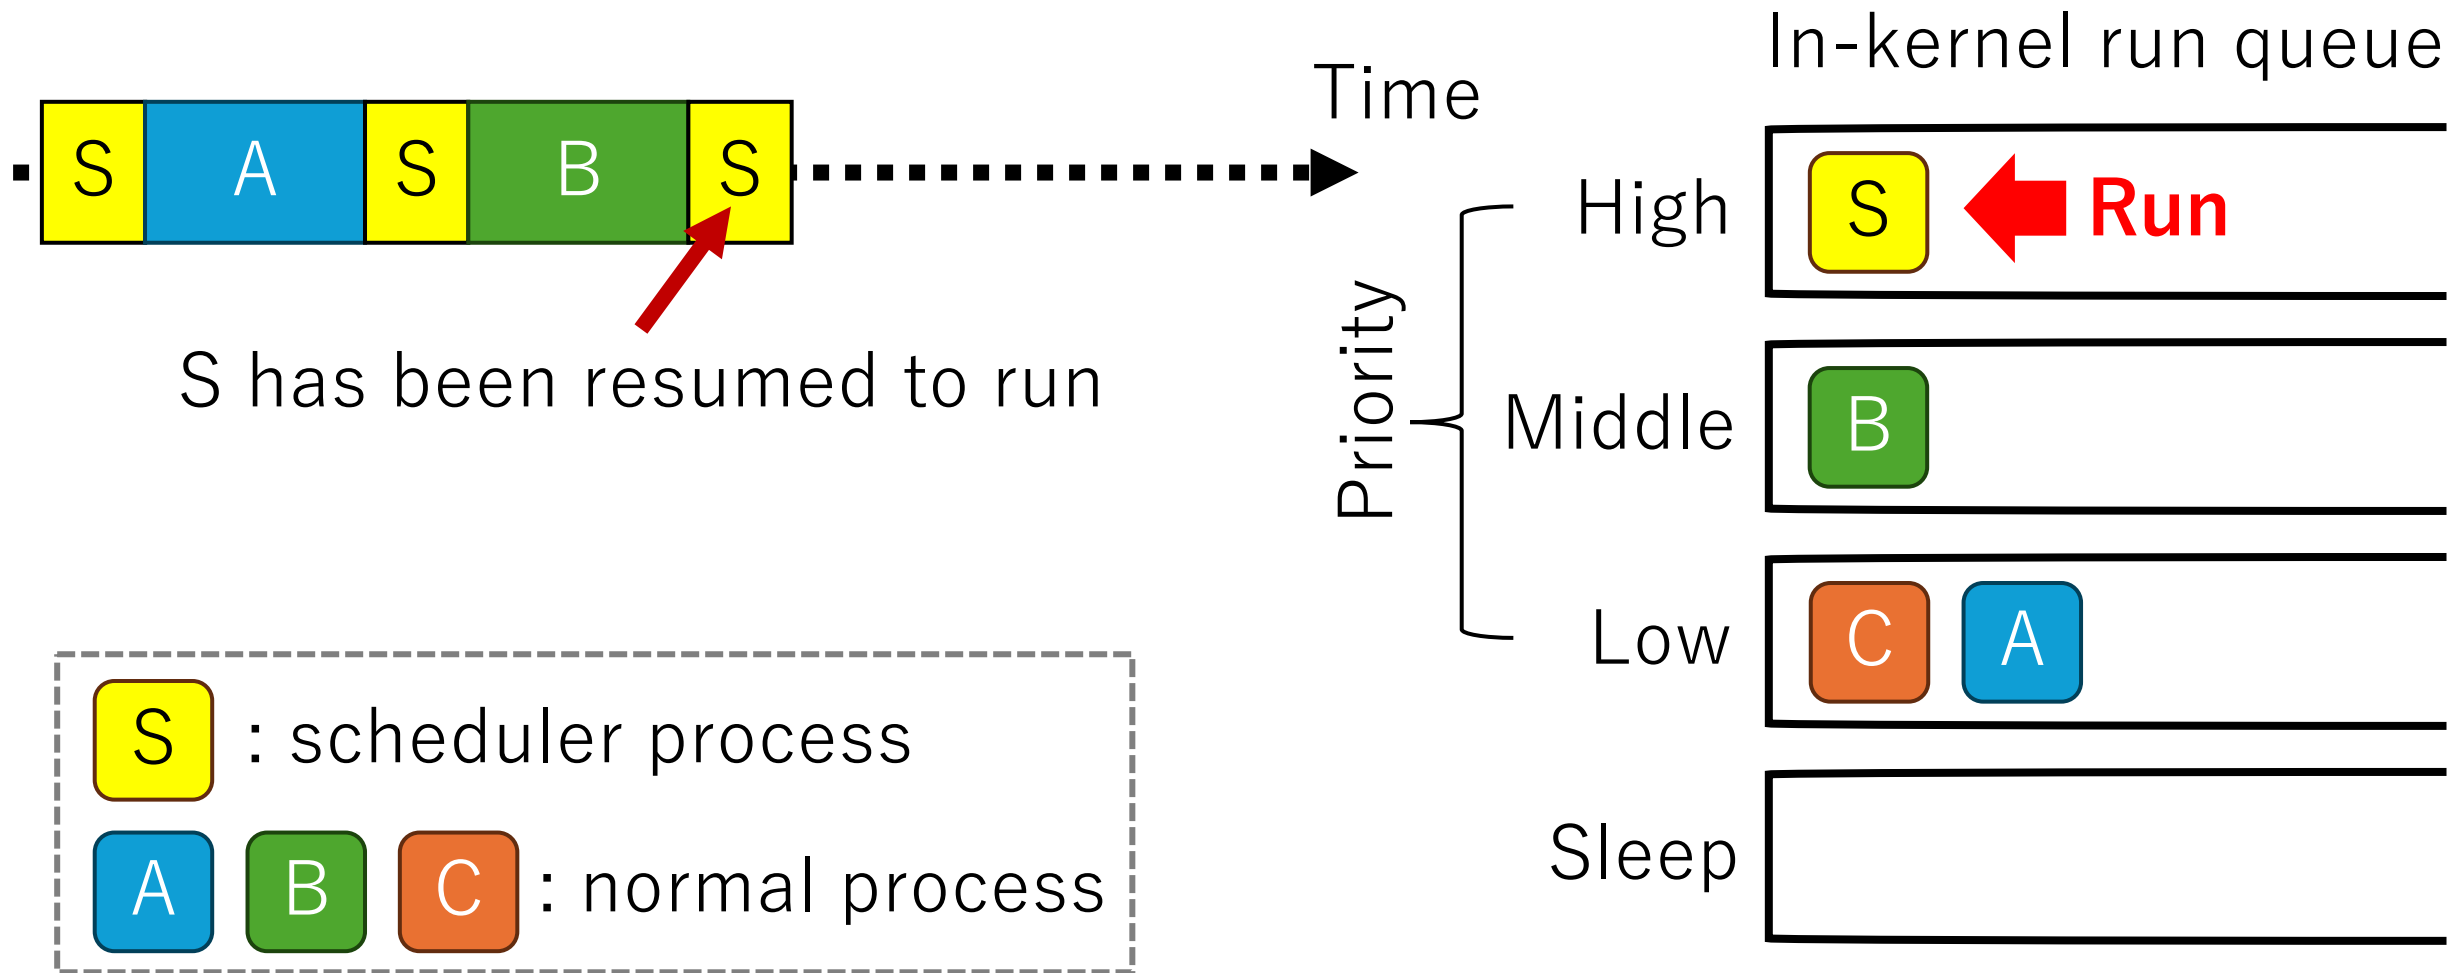 In-kernel run queue
Time
S A S B S
High S Run
S has been resumed to run
Priority
Middle B
Low C A
S : scheduler process
Sleep
A B C : normal process